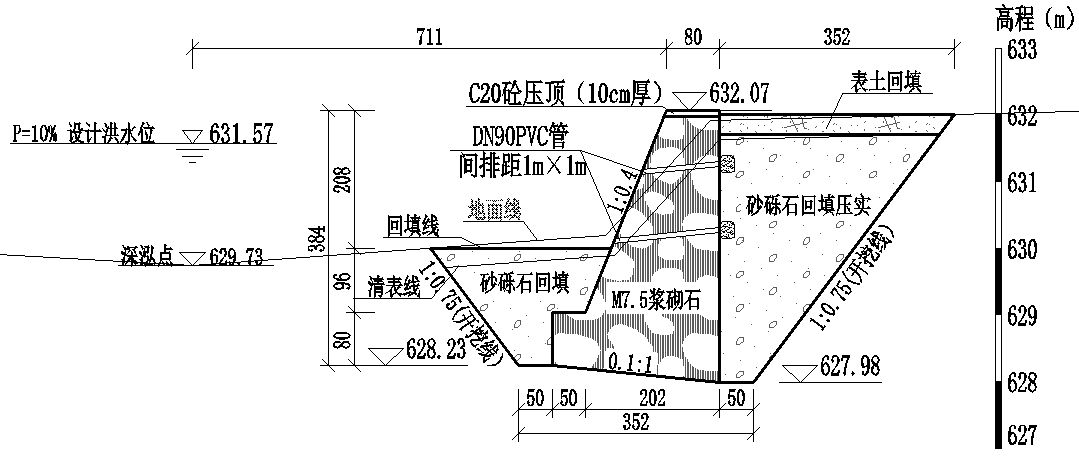 高程（m）
711
80
352
633
C20砼压顶（10cm厚）
632.07
表土回填
632
P=10% 设计洪水位
631.57
DN90PVC管
间排距1m×1m
1:0.4
631
208
384
地面线
回填线
砂砾石回填压实
630
深泓点
629.73
96
清表线
砂砾石回填
M7.5浆砌石
1:0.75(开挖线)
1:0.75(开挖线)
629
80
628.23
0.1:1
627.98
628
50
50
202
50
352
627